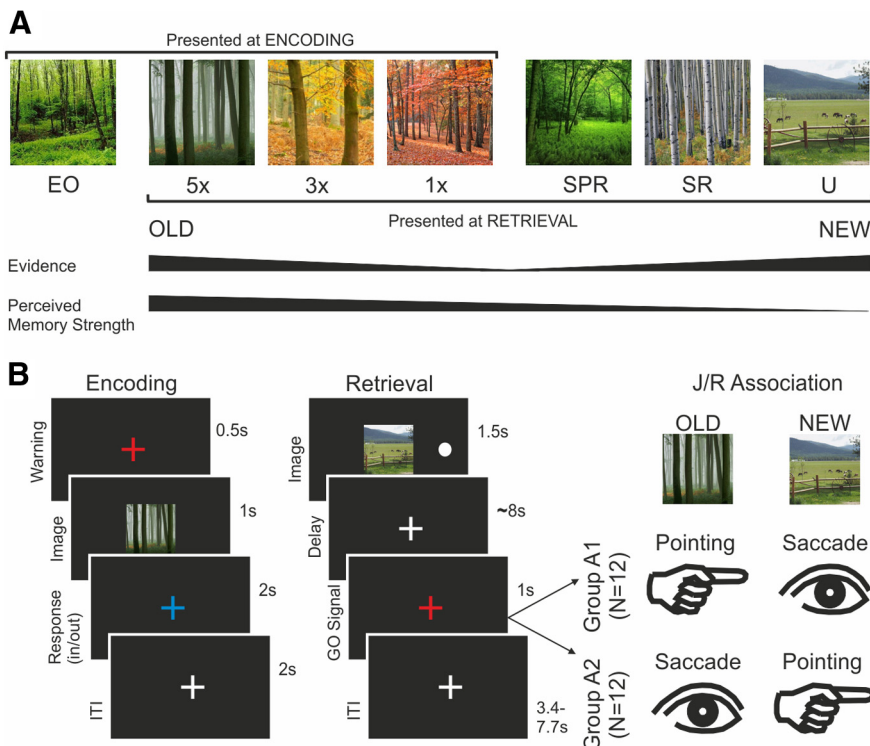 A
Presented at ENCODING
EO
5x
3x
1x
SPR
SR
U
Presented at RETRIEVAL
OLD
NEW
Evidence
Perceived
Memory Strength
B
Encoding
Warning
0.5s
Image
1s
Response
(in/out)
2s
ITI
2s
Retrieval
Image
1.5s
Delay
~8s
GO Signal
1s
ITI
3.4-
7.7s
J/R Association
OLD
NEW
Group A1
(N=12)
Pointing
Saccade
Group A2
(N=12)
Saccade
Pointing